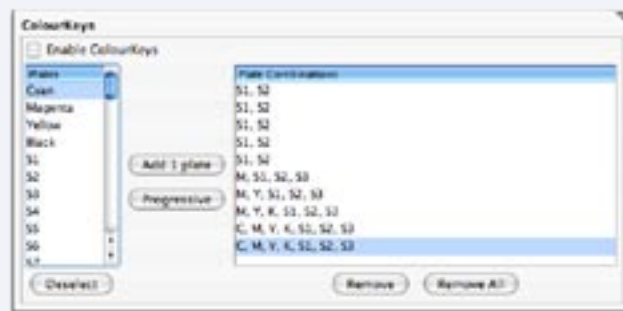 ColourKeys
Enable ColourKeys
Plates
Cyan
Magenta
Yellow
Black
S1
S2
S3
S4
S5
S6
S7
Add 1 plate
Progressive
Deselect
Plate Combinations
S1, S2
S1, S2
S1, S2
S1, S2
S1, S2
M, S1, S2, S3
M, Y, S1, S2, S3
M, Y, K, S1, S2, S3
C, M, Y, K, S1, S2, S3
C, M, Y, K, S1, S2, S3
Remove
Remove All